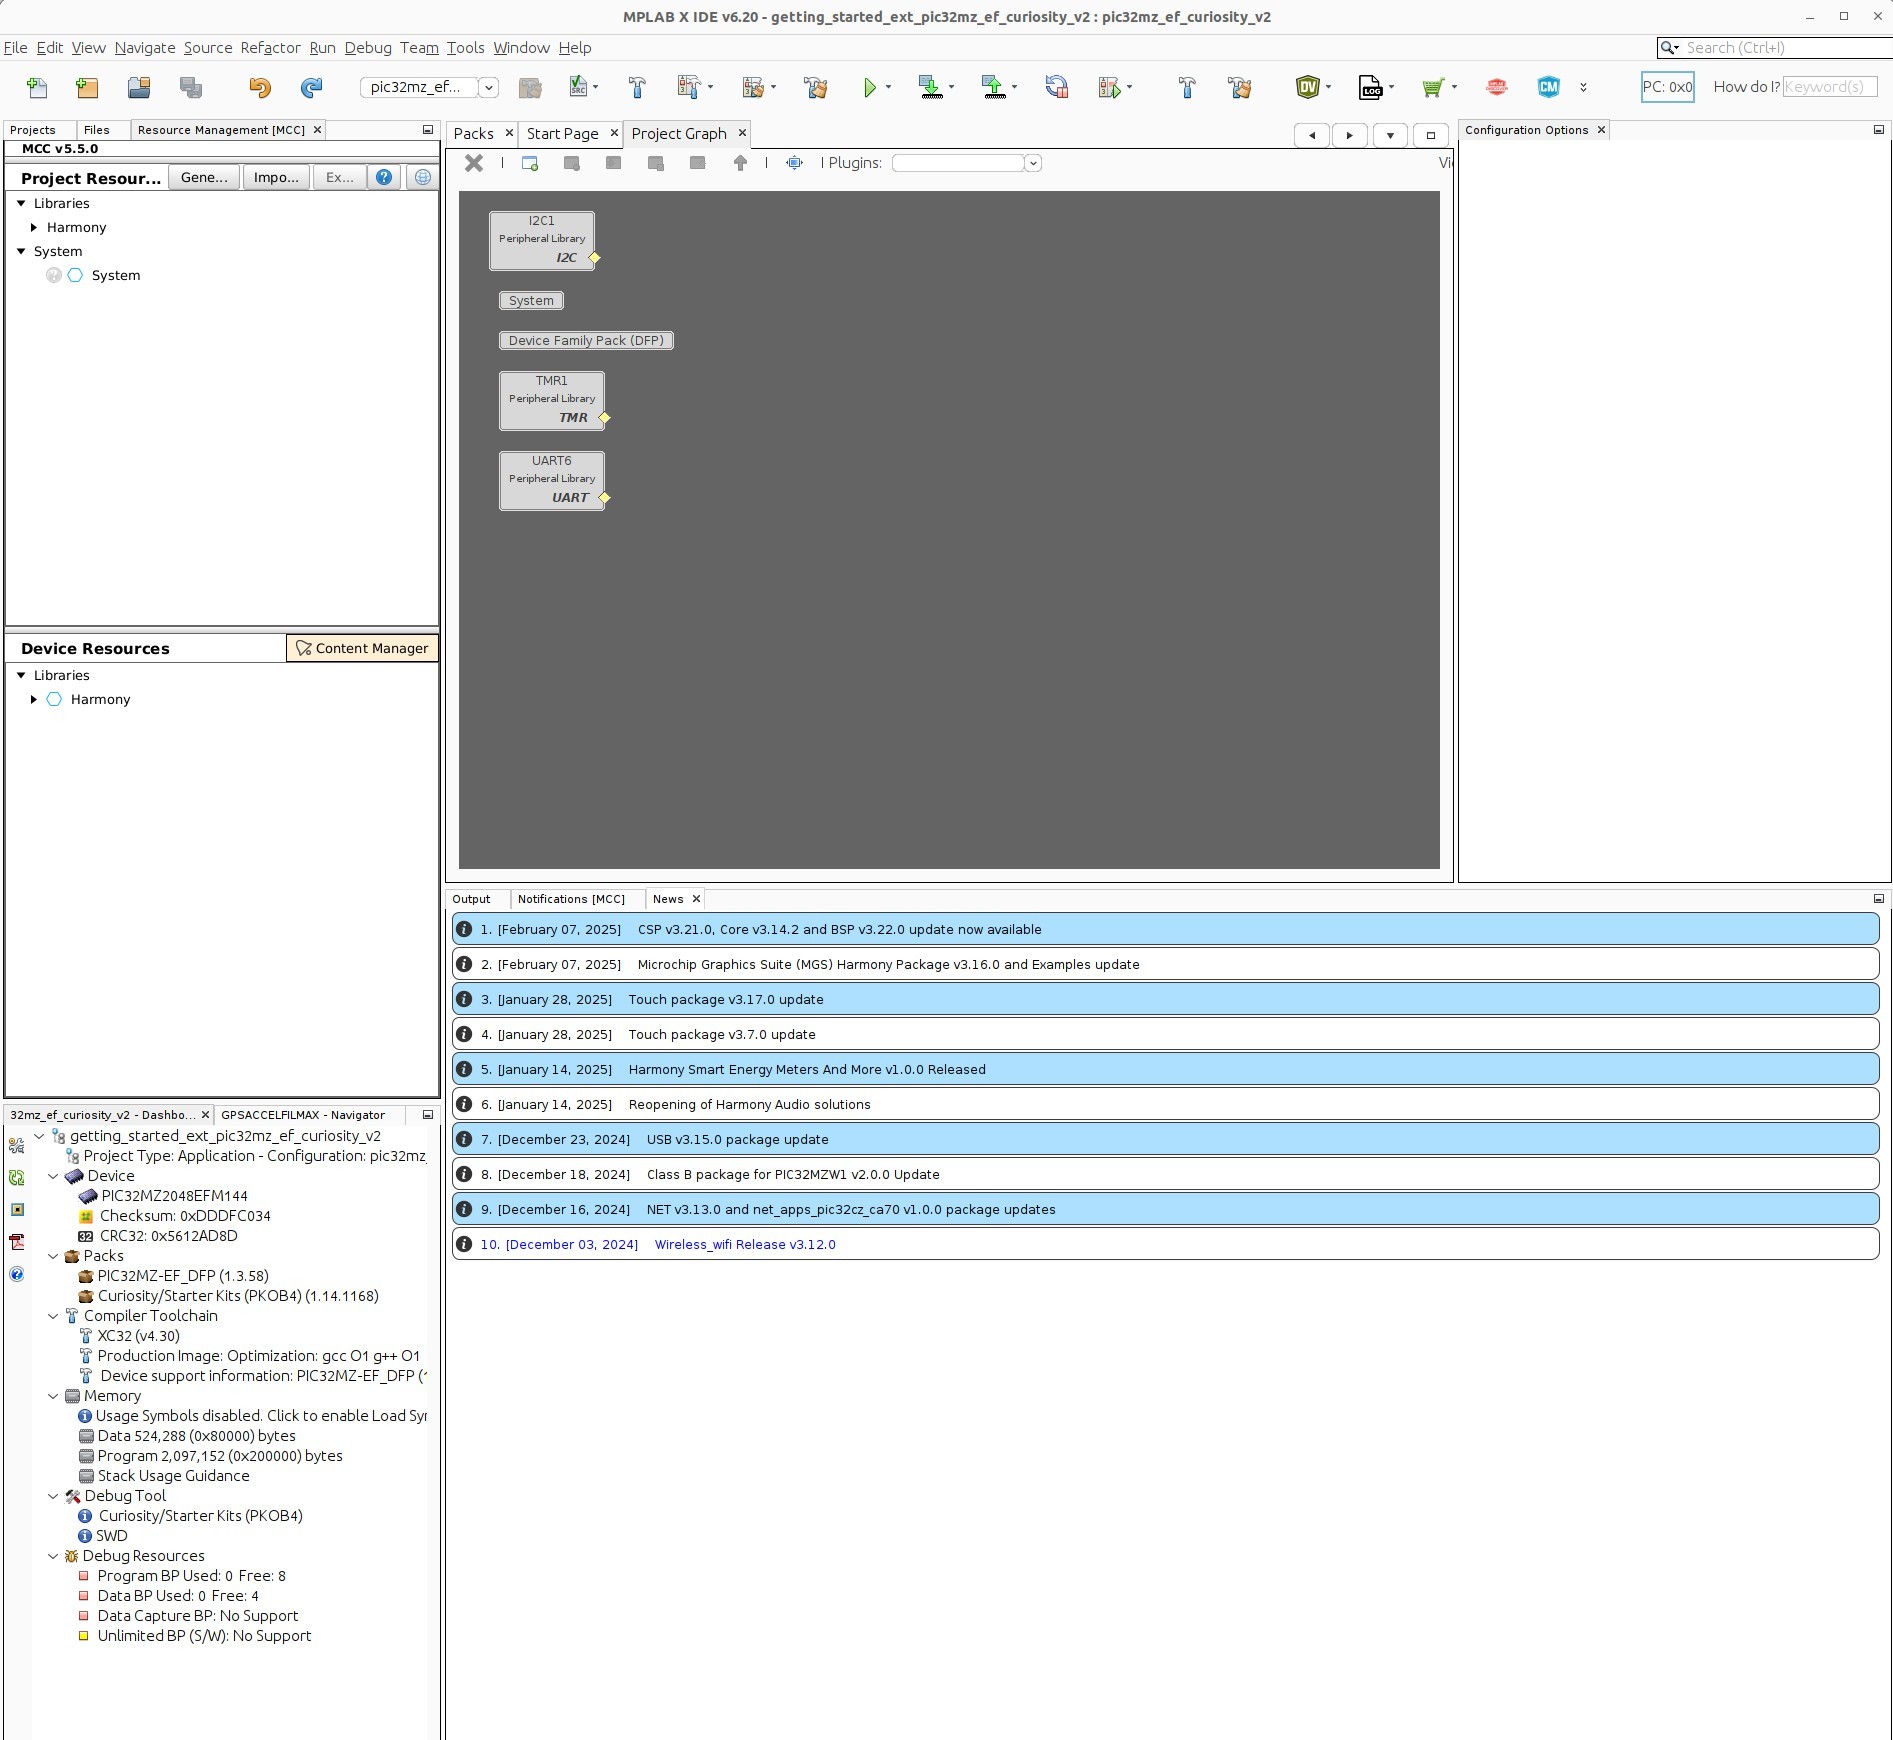 MPLAB X IDE v6.20 - getting_started_ext_pic32mz_ef_curiosity_v2 : pic32mz_ef_curiosity_v2
File Edit View Navigate Source Refactor Run Debug Team Tools Window Help
Search (Ctrl+I)
pic32mz_ef...
SRC
DV
LOG
CM
PC: 0x0
How do I?
Keyword(s)
Projects
Files
Resource Management [MCC]
MCC v5.5.0
Project Resour...
Gene...
Impo...
Ex...
Libraries
Harmony
System
System
Device Resources
Content Manager
Libraries
Harmony
Packs
Start Page
Project Graph
Plugins:
I2C1
Peripheral Library
I2C
System
Device Family Pack (DFP)
TMR1
Peripheral Library
TMR
UART6
Peripheral Library
UART
Configuration Options
Output
Notifications [MCC]
News
1. [February 07, 2025] CSP v3.21.0, Core v3.14.2 and BSP v3.22.0 update now available
2. [February 07, 2025] Microchip Graphics Suite (MGS) Harmony Package v3.16.0 and Examples update
3. [January 28, 2025] Touch package v3.17.0 update
4. [January 28, 2025] Touch package v3.7.0 update
5. [January 14, 2025] Harmony Smart Energy Meters And More v1.0.0 Released
6. [January 14, 2025] Reopening of Harmony Audio solutions
7. [December 23, 2024] USB v3.15.0 package update
8. [December 18, 2024] Class B package for PIC32MZW1 v2.0.0 Update
9. [December 16, 2024] NET v3.13.0 and net_apps_pic32cz_ca70 v1.0.0 package updates
10. [December 03, 2024] Wireless_wifi Release v3.12.0
32mz_ef_curiosity_v2 - Dashbo...
GPSACCELFILMAX - Navigator
getting_started_ext_pic32mz_ef_curiosity_v2
Project Type: Application - Configuration: pic32mz_
Device
PIC32MZ2048EFM144
Checksum: 0xDDDFC034
CRC32: 0x5612AD8D
Packs
PIC32MZ-EF_DFP (1.3.58)
Curiosity/Starter Kits (PKOB4) (1.14.1168)
Compiler Toolchain
XC32 (v4.30)
Production Image: Optimization: gcc O1 g++ O1
Device support information: PIC32MZ-EF_DFP (
Memory
Usage Symbols disabled. Click to enable Load
Data 524,288 (0x80000) bytes
Program 2,097,152 (0x200000) bytes
Stack Usage Guidance
Debug Tool
Curiosity/Starter Kits (PKOB4)
SWD
Debug Resources
Program BP Used: 0 Free: 8
Data BP Used: 0 Free: 4
Data Capture BP: No Support
Unlimited BP (S/W): No Support